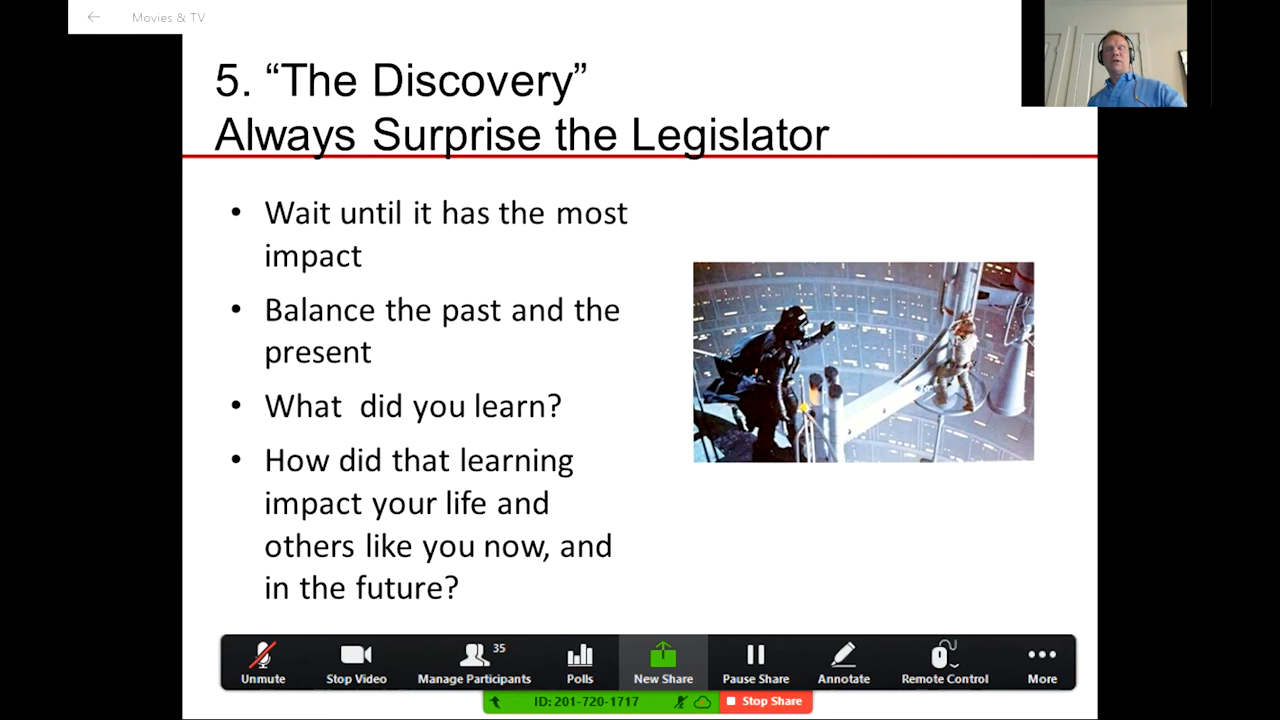 Movies & TV
5. “The Discovery”
Always Surprise the Legislator
• Wait until it has the most
impact
• Balance the past and the
present
• What did you learn?
• How did that learning
impact your life and
others like you now, and
in the future?
35
Unmute Stop Video Manage Participants Polls New Share Pause Share Annotate Remote Control More
ID: 201-720-1717 Stop Share